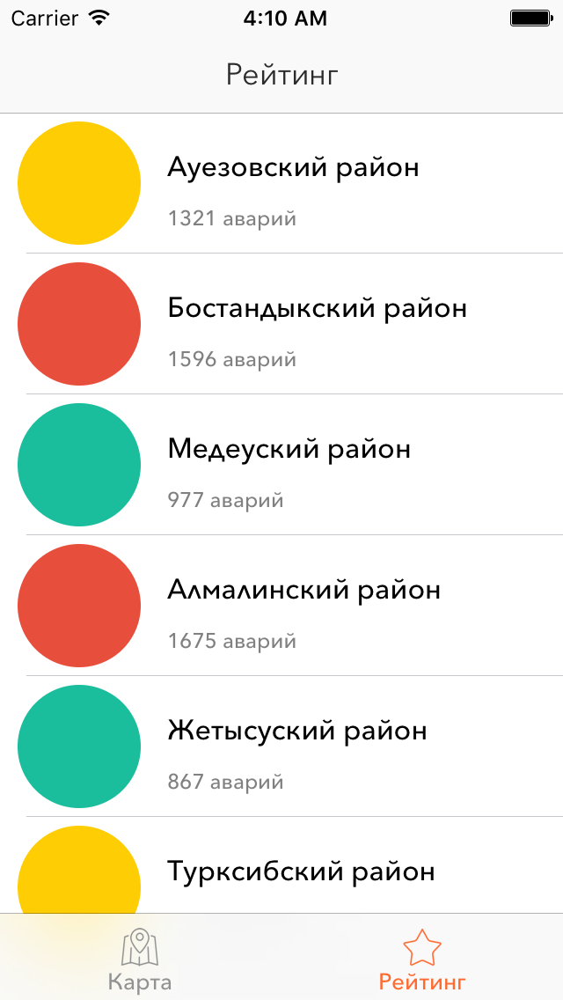 Carrier 4:10 AM
Рейтинг
Ауезовский район
1321 аварий
Бостандыкский район
1596 аварий
Медеуский район
977 аварий
Алмалинский район
1675 аварий
Жетысуский район
867 аварий
Турксибский район
Карта Рейтинг